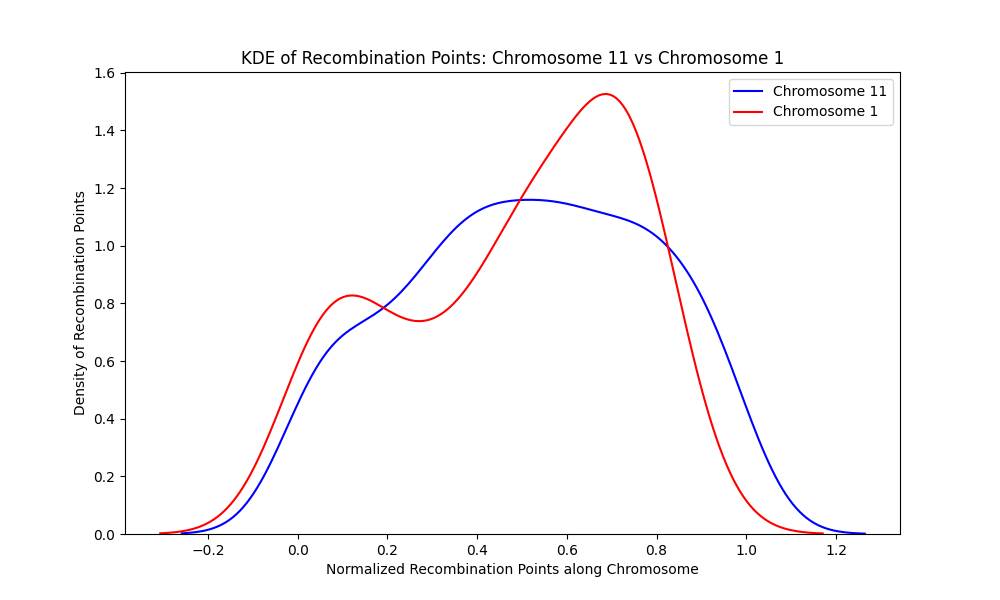 KDE of Recombination Points: Chromosome 11 vs Chromosome 1
1.6
1.4
1.2
1.0
0.8
0.6
0.4
0.2
0.0
Density of Recombination Points
Chromosome 11
Chromosome 1
−0.2 0.0 0.2 0.4 0.6 0.8 1.0 1.2
Normalized Recombination Points along Chromosome